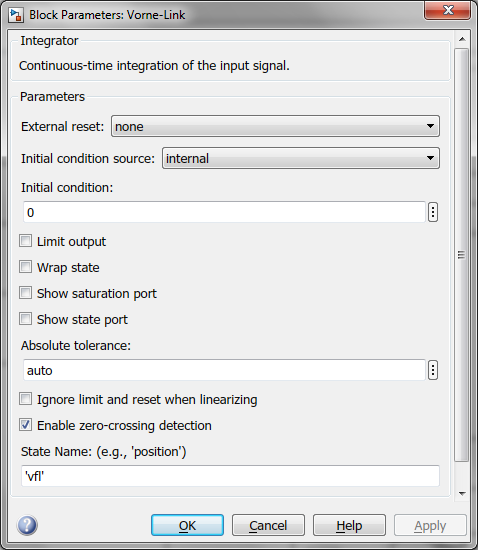 Block Parameters: Vorne-Link
Integrator
Continuous-time integration of the input signal.
Parameters
External reset: none
Initial condition source: internal
Initial condition:
0
Limit output
Wrap state
Show saturation port
Show state port
Absolute tolerance:
auto
Ignore limit and reset when linearizing
Enable zero-crossing detection
State Name: (e.g., 'position')
'vfl'
OK Cancel Help Apply